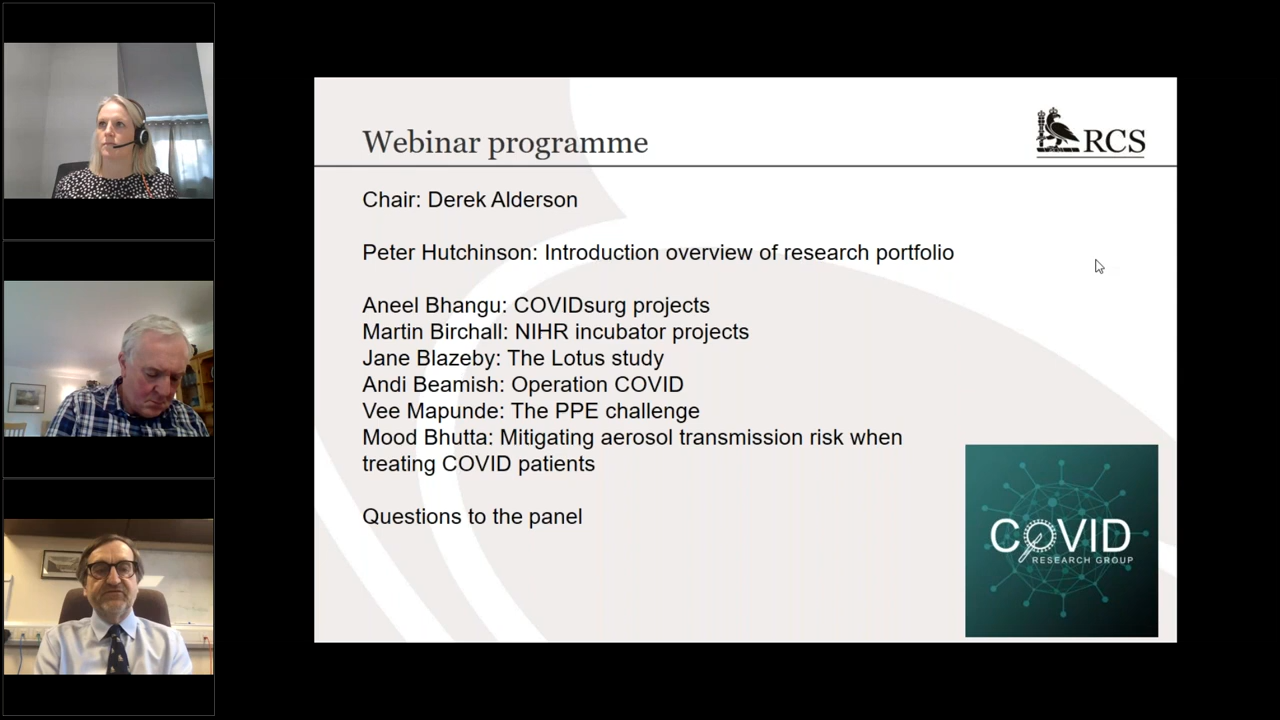 Webinar programme
RCS
Chair: Derek Alderson
Peter Hutchinson: Introduction overview of research portfolio
Aneel Bhangu: COVIDsurg projects
Martin Birchall: NIHR incubator projects
Jane Blazeby: The Lotus study
Andi Beamish: Operation COVID
Vee Mapunde: The PPE challenge
Mood Bhutta: Mitigating aerosol transmission risk when
treating COVID patients
Questions to the panel
COVID
RESEARCH GROUP